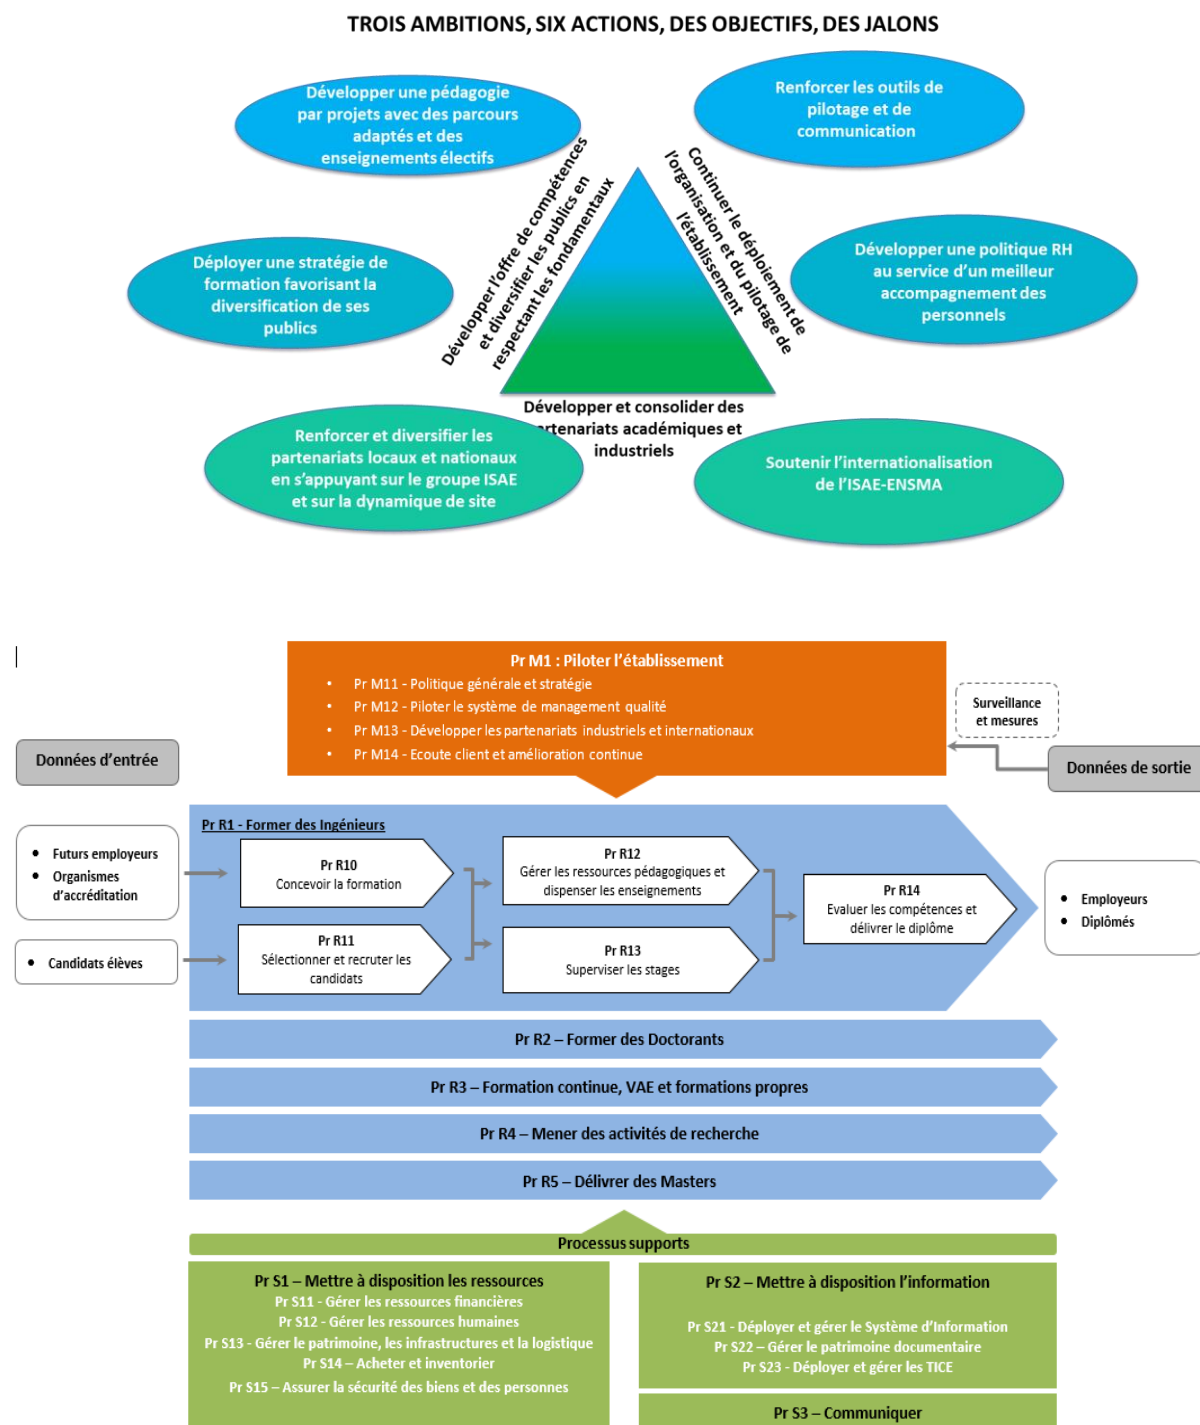 TROIS AMBITIONS, SIX ACTIONS, DES OBJECTIFS, DES JALONS
Développer une pédagogie
par projets avec des parcours
adaptés et des
enseignements électifs
Renforcer les outils de
pilotage et de
communication
Développer l'offre de compétences
et diversifier les publics en
respectant les fondamentaux
Continuer le déploiement de
l'organisation et du pilotage de
l'établissement
Déployer une stratégie de
formation favorisant la
diversification de ses
publics
Développer une politique RH
au service d'un meilleur
accompagnement des
personnels
Développer et consolider des
artenariats académiques et
industriels
Renforcer et diversifier les
partenariats locaux et nationaux
en s'appuyant sur le groupe ISAE
et sur la dynamique de site
Soutenir l'internationalisation
de l'ISAE-ENSMA
Pr M1 : Piloter l'établissement
• Pr M11 - Politique générale et stratégie
• Pr M12 - Piloter le système de management qualité
• Pr M13 - Développer les partenariats industriels et internationaux
• Pr M14 - Ecoute client et amélioration continue
Surveillance
et mesures
Données d'entrée
Données de sortie
Pr R1 - Former des Ingénieurs
• Futurs employeurs
• Organismes
d'accréditation
Pr R10
Concevoir la formation
Pr R12
Gérer les ressources pédagogiques et
dispenser les enseignements
Pr R14
Evaluer les compétences et
délivrer le diplôme
• Employeurs
• Diplômés
• Candidats élèves
Pr R11
Sélectionner et recruter les
candidats
Pr R13
Superviser les stages
Pr R2 – Former des Doctorants
Pr R3 – Formation continue, VAE et formations propres
Pr R4 – Mener des activités de recherche
Pr R5 – Délivrer des Masters
Processus supports
Pr S1 – Mettre à disposition les ressources
Pr S11 - Gérer les ressources financières
Pr S12 - Gérer les ressources humaines
Pr S13 - Gérer le patrimoine, les infrastructures et la logistique
Pr S14 – Acheter et inventorier
Pr S15 – Assurer la sécurité des biens et des personnes
Pr S2 – Mettre à disposition l'information
Pr S21 - Déployer et gérer le Système d'Information
Pr S22 – Gérer le patrimoine documentaire
Pr S23 - Déployer et gérer les TICE
Pr S3 – Communiquer